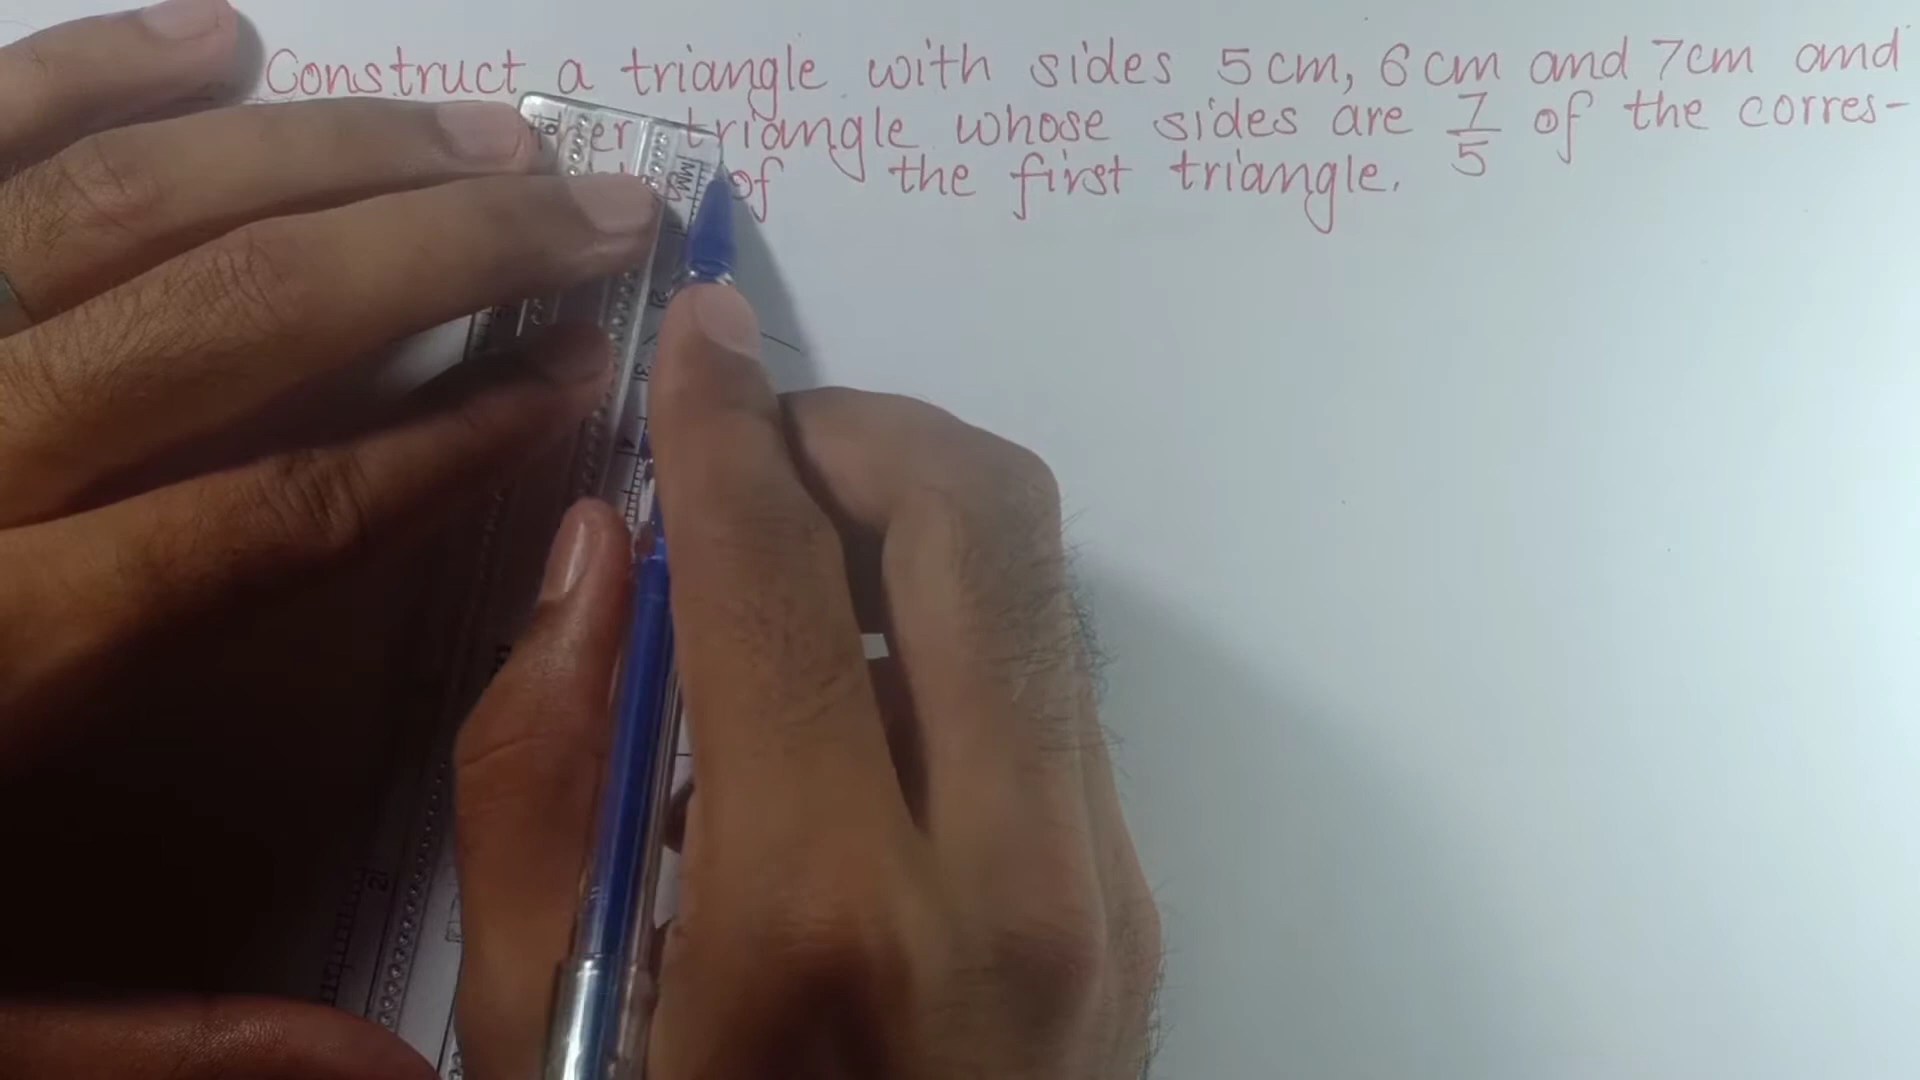 Construct a triangle with sides 5cm, 6cm and 7cm and
triangle whose sides are 7/5 of the corres-
of the first triangle.